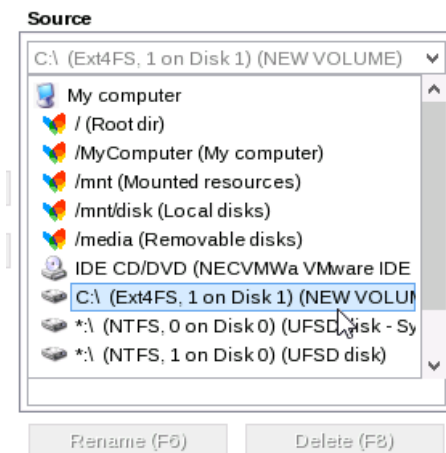 Source
C:\ (Ext4FS, 1 on Disk 1) (NEW VOLUME)
My computer
/ (Root dir)
/MyComputer (My computer)
/mnt (Mounted resources)
/mnt/disk (Local disks)
/media (Removable disks)
IDE CD/DVD (NECVMWa VMware IDE
C:\ (Ext4FS, 1 on Disk 1) (NEW VOLUM
*:\ (NTFS, 0 on Disk 0) (UFSD disk - Sy
*:\ (NTFS, 1 on Disk 0) (UFSD disk)
Rename (F6)
Delete (F8)